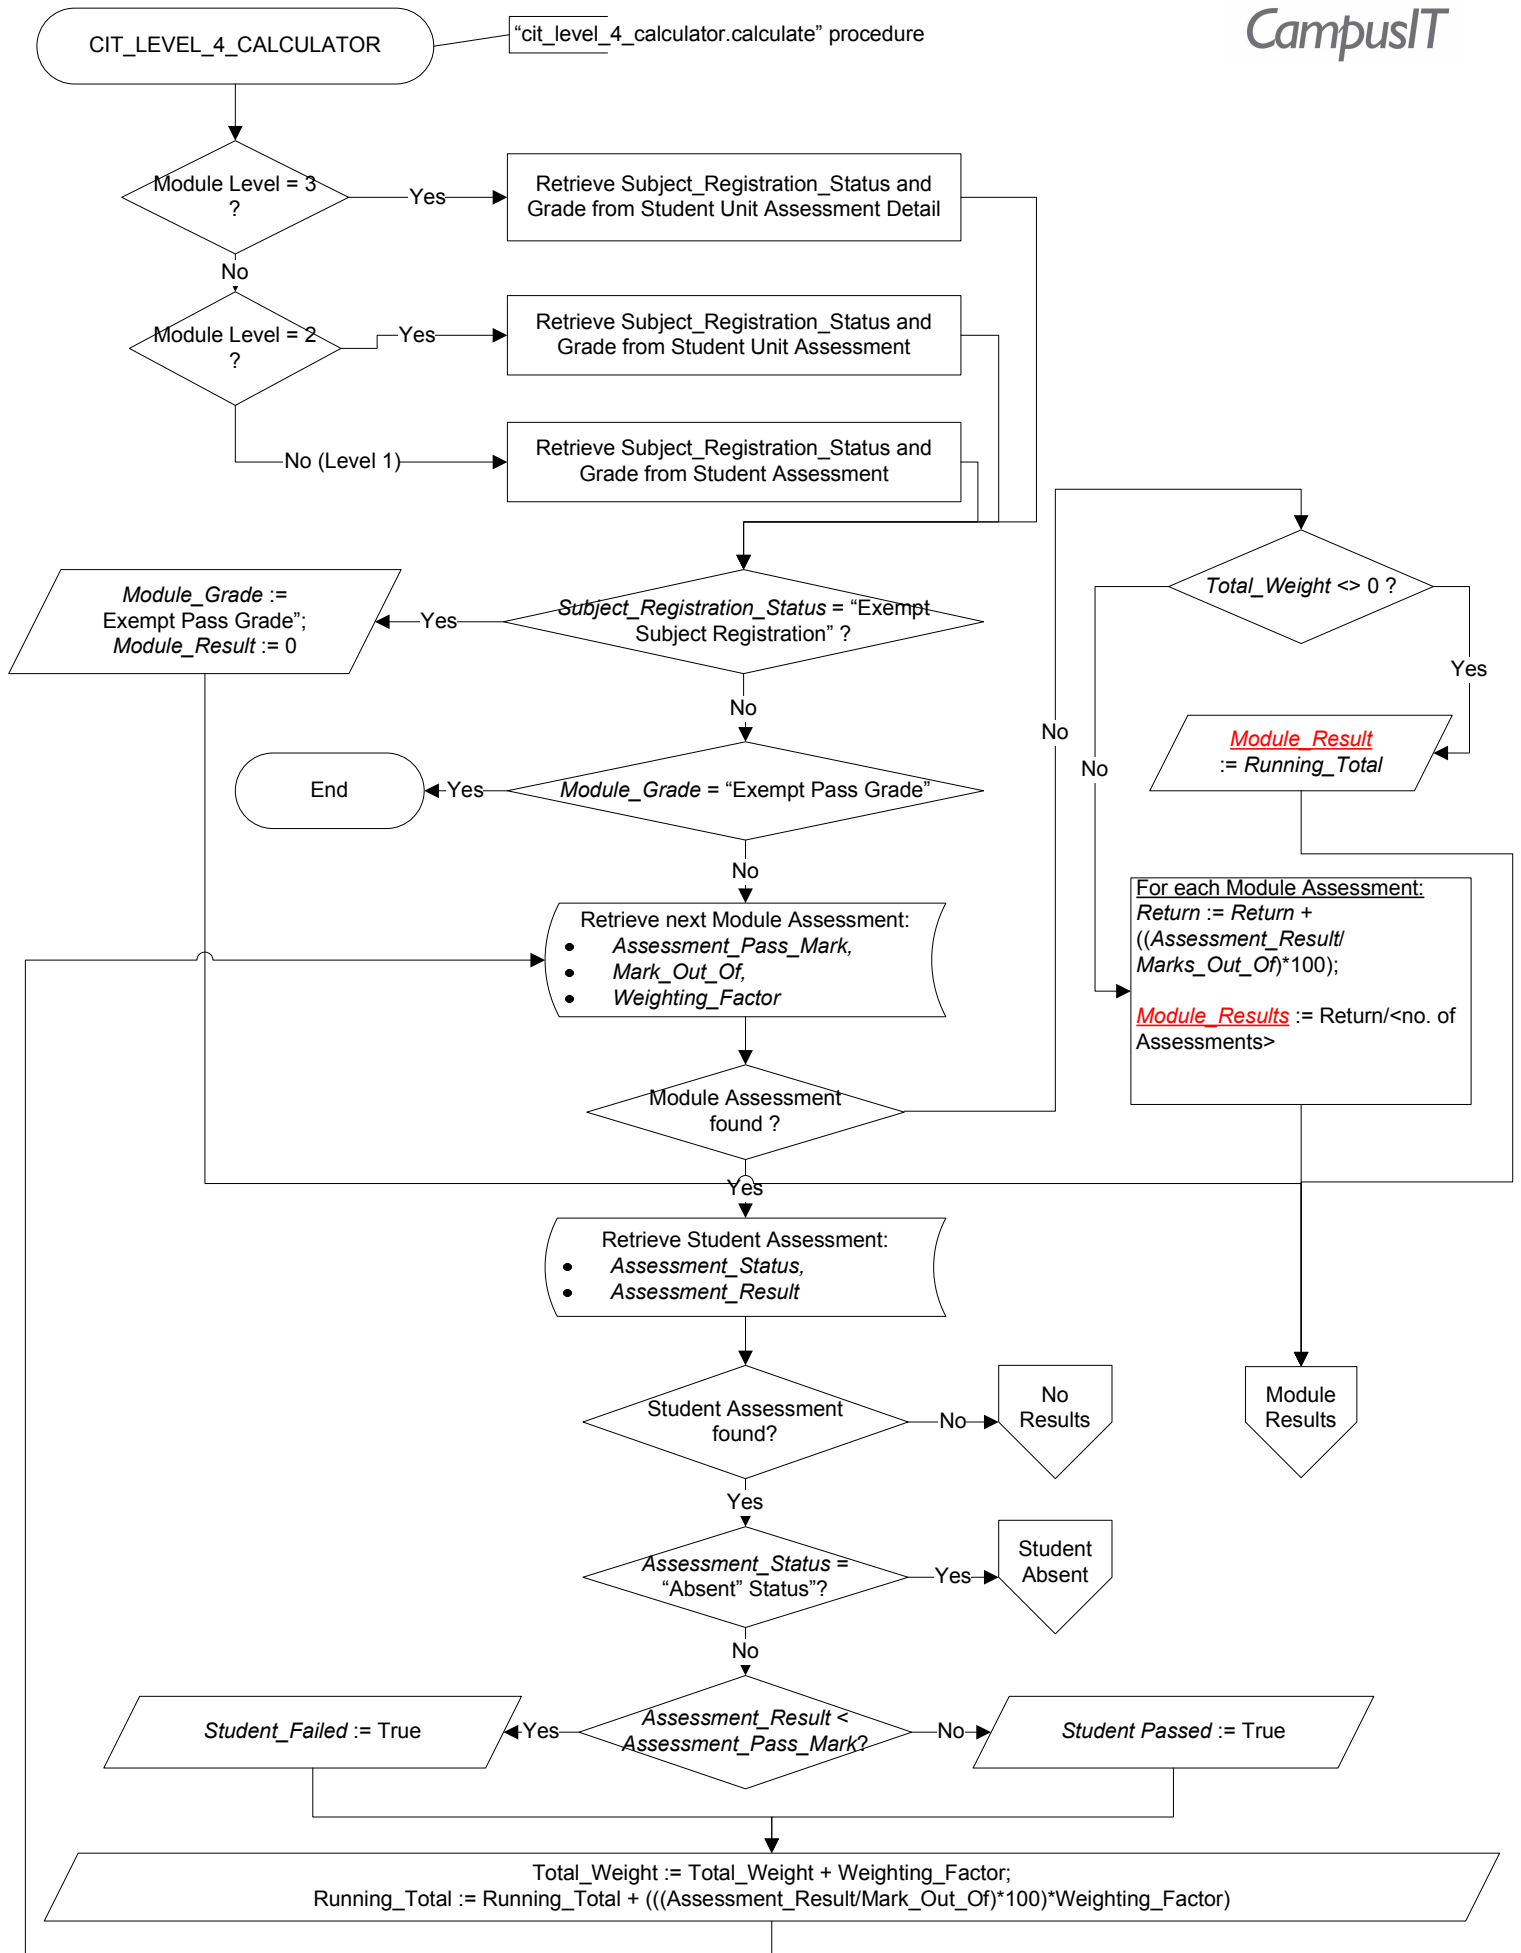 CIT_LEVEL_4_CALCULATOR
“cit_level_4_calculator.calculate” procedure
CampusIT
Module Level = 3
?
Yes
Retrieve Subject_Registration_Status and
Grade from Student Unit Assessment Detail
No
Module Level = 2
?
Yes
Retrieve Subject_Registration_Status and
Grade from Student Unit Assessment
No (Level 1)
Retrieve Subject_Registration_Status and
Grade from Student Assessment
Total_Weight <> 0 ?
Module_Grade :=
Exempt Pass Grade”;
Module_Result := 0
Yes
Subject_Registration_Status = “Exempt
Subject Registration” ?
Yes
No
No
Module_Result
:= Running_Total
No
End
Yes
Module_Grade = “Exempt Pass Grade”
No
For each Module Assessment:
Return := Return +
((Assessment_Result/
Marks_Out_Of)*100);
Module_Results := Return/<no. of
Assessments>
Retrieve next Module Assessment:
• Assessment_Pass_Mark,
• Mark_Out_Of,
• Weighting_Factor
Module Assessment
found ?
Yes
Retrieve Student Assessment:
• Assessment_Status,
• Assessment_Result
Student Assessment
found?
No
No
Results
Module
Results
Yes
Assessment_Status =
“Absent” Status”?
Yes
Student
Absent
No
Student_Failed := True
Yes
Assessment_Result <
Assessment_Pass_Mark?
No
Student Passed := True
Total_Weight := Total_Weight + Weighting_Factor;
Running_Total := Running_Total + (((Assessment_Result/Mark_Out_Of)*100)*Weighting_Factor)